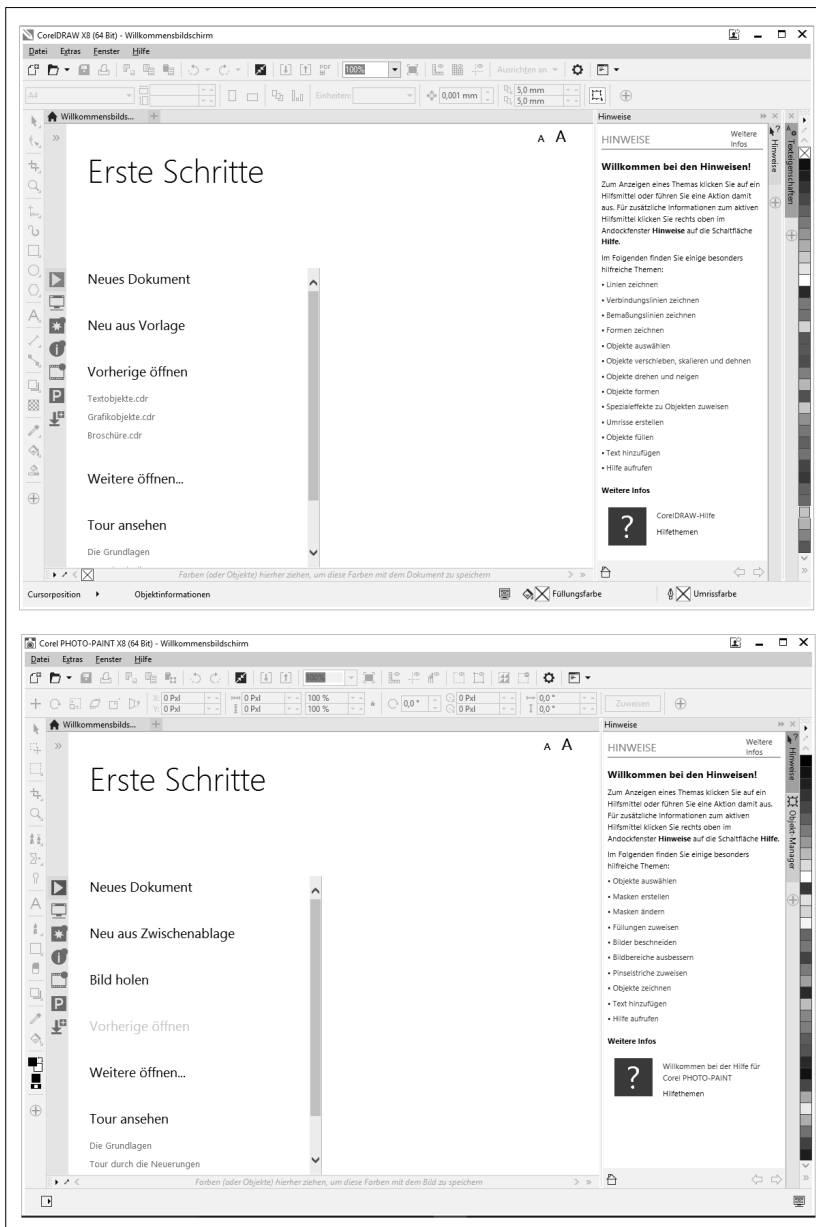 CorelDRAW X8 (64 Bit) - Willkommensbildschirm
Datei Extras Fenster Hilfe
PDF 100% Ausrichten an
A4 Einheiten: 0,001 mm 5,0 mm
5,0 mm
Willkommensbilds...
A A
Erste Schritte
Neues Dokument
Neu aus Vorlage
Vorherige öffnen
Textobjekte.cdr
Grafikobjekte.cdr
Broschüre.cdr
Weitere öffnen...
Tour ansehen
Die Grundlagen
Hinweise
HINWEISE
Weitere
Infos
Willkommen bei den Hinweisen!
Zum Anzeigen eines Themas klicken Sie auf ein
Hilfsmittel oder führen Sie eine Aktion damit
aus. Für zusätzliche Informationen zum aktiven
Hilfsmittel klicken Sie rechts oben im
Andockfenster Hinweise auf die Schaltfläche
Hilfe.
Im Folgenden finden Sie einige besonders
hilfreiche Themen:
• Linien zeichnen
• Verbindungslinien zeichnen
• Bemaßungslinien zeichnen
• Formen zeichnen
• Objekte auswählen
• Objekte verschieben, skalieren und dehnen
• Objekte drehen und neigen
• Objekte formen
• Spezialeffekte zu Objekten zuweisen
• Umrisse erstellen
• Objekte füllen
• Text hinzufügen
• Hilfe aufrufen
Weitere Infos
?
CorelDRAW-Hilfe
Hilfethemen
Hinweise
Texteigenschaften
Farben (oder Objekte) hierher ziehen, um diese Farben mit dem Dokument zu speichern
Cursorposition Objektinformationen Füllungsfarbe Umrissfarbe
Corel PHOTO-PAINT X8 (64 Bit) - Willkommensbildschirm
Datei Extras Fenster Hilfe
100%
X: 0 Pxl 0 Pxl 100 % 0,0 ° 0 Pxl 0,0 ° Zuweisen
Y: 0 Pxl 0 Pxl 100 % 0 Pxl 0,0 °
Willkommensbilds...
A A
Erste Schritte
Neues Dokument
Neu aus Zwischenablage
Bild holen
Vorherige öffnen
Weitere öffnen...
Tour ansehen
Die Grundlagen
Tour durch die Neuerungen
Hinweise
HINWEISE
Weitere
Infos
Willkommen bei den Hinweisen!
Zum Anzeigen eines Themas klicken Sie auf ein
Hilfsmittel oder führen Sie eine Aktion damit aus.
Für zusätzliche Informationen zum aktiven
Hilfsmittel klicken Sie rechts oben im
Andockfenster Hinweise auf die Schaltfläche Hilfe.
Im Folgenden finden Sie einige besonders
hilfreiche Themen:
• Objekte auswählen
• Masken erstellen
• Masken ändern
• Füllungen zuweisen
• Bilder beschneiden
• Bildbereiche ausbessern
• Pinselstriche zuweisen
• Objekte zeichnen
• Text hinzufügen
• Hilfe aufrufen
Weitere Infos
?
Willkommen bei der Hilfe für
Corel PHOTO-PAINT
Hilfethemen
Hinweise
Objekt-Manager
Farben (oder Objekte) hierher ziehen, um diese Farben mit dem Bild zu speichern